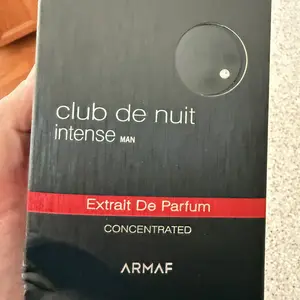 club de nuit
intense MAN
Extrait De Parfum
CONCENTRATED
ARMAF